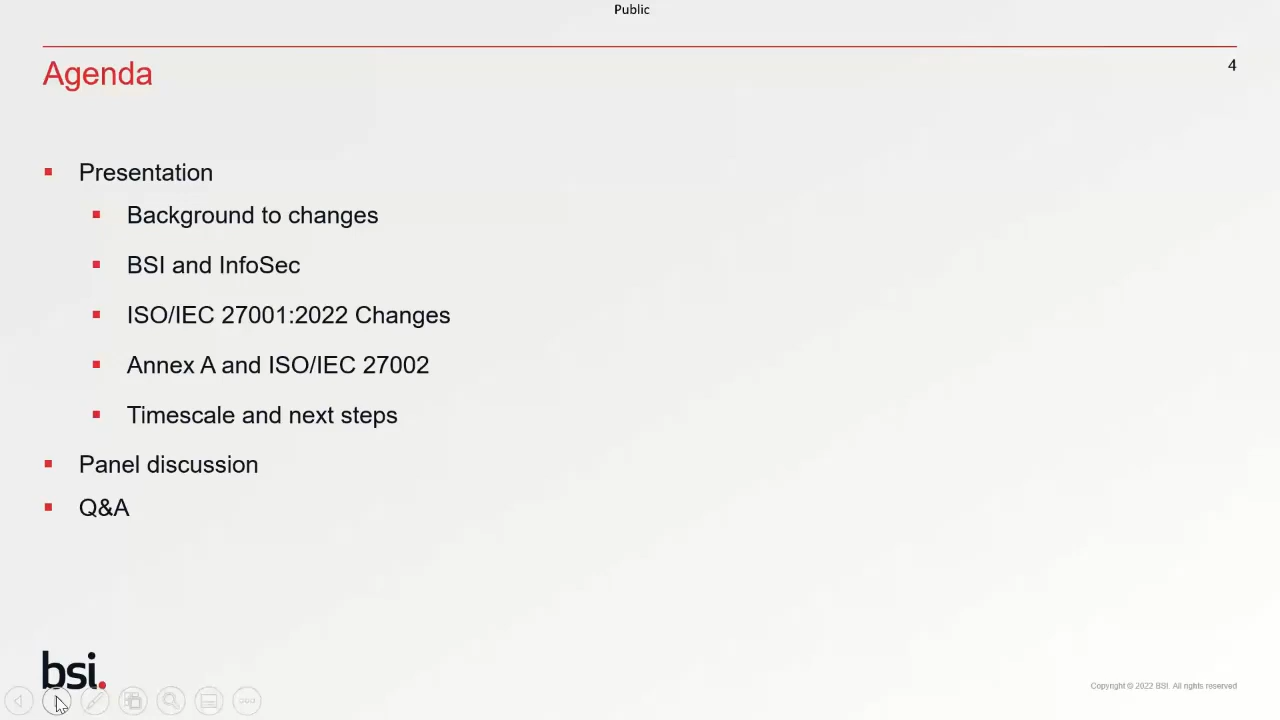 Public
Agenda
4
Presentation
Background to changes
BSI and InfoSec
ISO/IEC 27001:2022 Changes
Annex A and ISO/IEC 27002
Timescale and next steps
Panel discussion
Q&A
bsi.
Copyright © 2022 BSI. All rights reserved